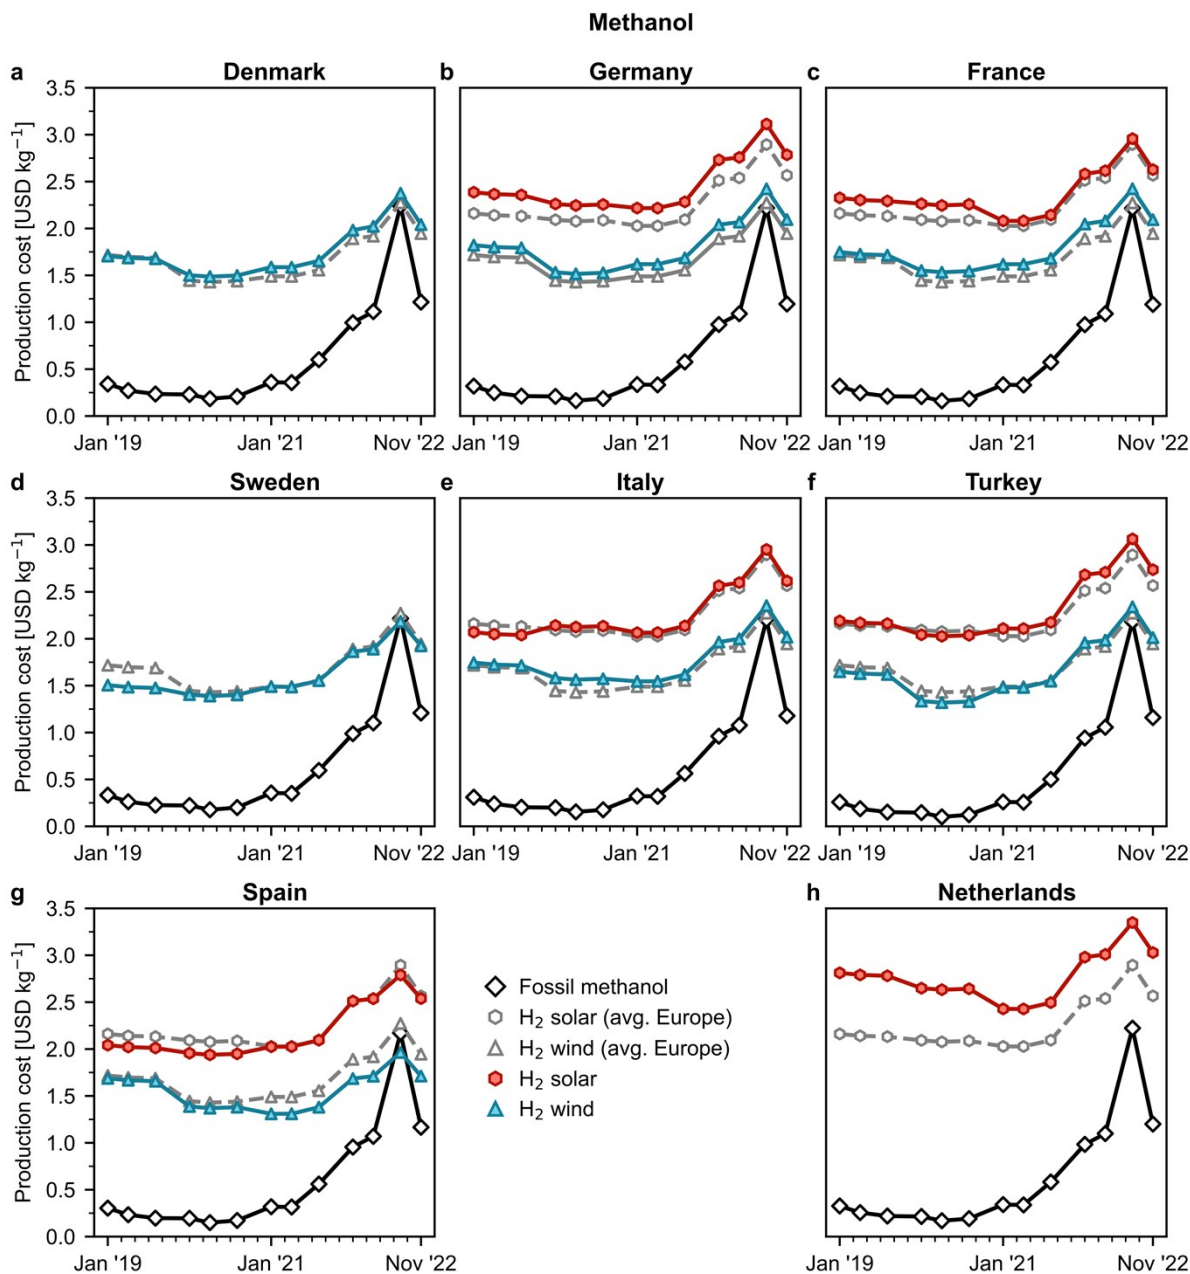 Methanol
a Denmark b Germany c France
Production cost [USD kg⁻¹]
3.5
3.0
2.5
2.0
1.5
1.0
0.5
0.0
Jan '19 Jan '21 Nov '22 Jan '19 Jan '21 Nov '22 Jan '19 Jan '21 Nov '22
d Sweden e Italy f Turkey
Production cost [USD kg⁻¹]
3.5
3.0
2.5
2.0
1.5
1.0
0.5
0.0
Jan '19 Jan '21 Nov '22 Jan '19 Jan '21 Nov '22 Jan '19 Jan '21 Nov '22
g Spain h Netherlands
Production cost [USD kg⁻¹]
3.5
3.0
2.5
2.0
1.5
1.0
0.5
0.0
Fossil methanol
H₂ solar (avg. Europe)
H₂ wind (avg. Europe)
H₂ solar
H₂ wind
Jan '19 Jan '21 Nov '22 Jan '19 Jan '21 Nov '22